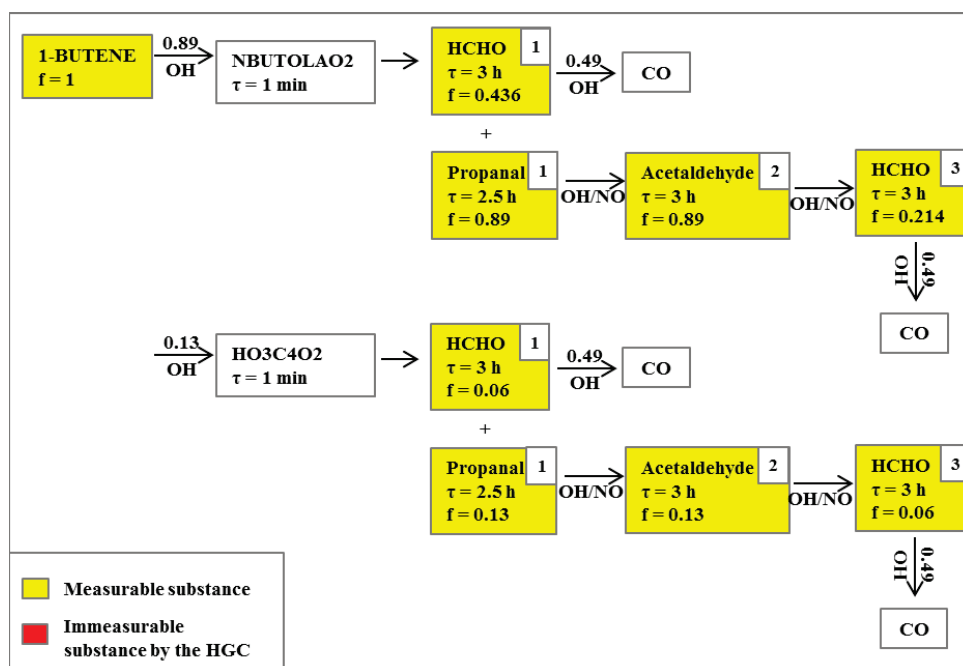 1-BUTENE
f = 1
0.89
OH
NBUTOLAO2
τ = 1 min
HCHO
1
τ = 3 h
f = 0.436
0.49
OH
CO
+
Propanal
1
τ = 2.5 h
f = 0.89
OH/NO
Acetaldehyde
2
τ = 3 h
f = 0.89
OH/NO
HCHO
3
τ = 3 h
f = 0.214
0.49
OH
CO
0.13
OH
HO3C4O2
τ = 1 min
HCHO
1
τ = 3 h
f = 0.06
0.49
OH
CO
+
Propanal
1
τ = 2.5 h
f = 0.13
OH/NO
Acetaldehyde
2
τ = 3 h
f = 0.13
OH/NO
HCHO
3
τ = 3 h
f = 0.06
0.49
OH
CO
Measurable substance
Immeasurable
substance by the HGC